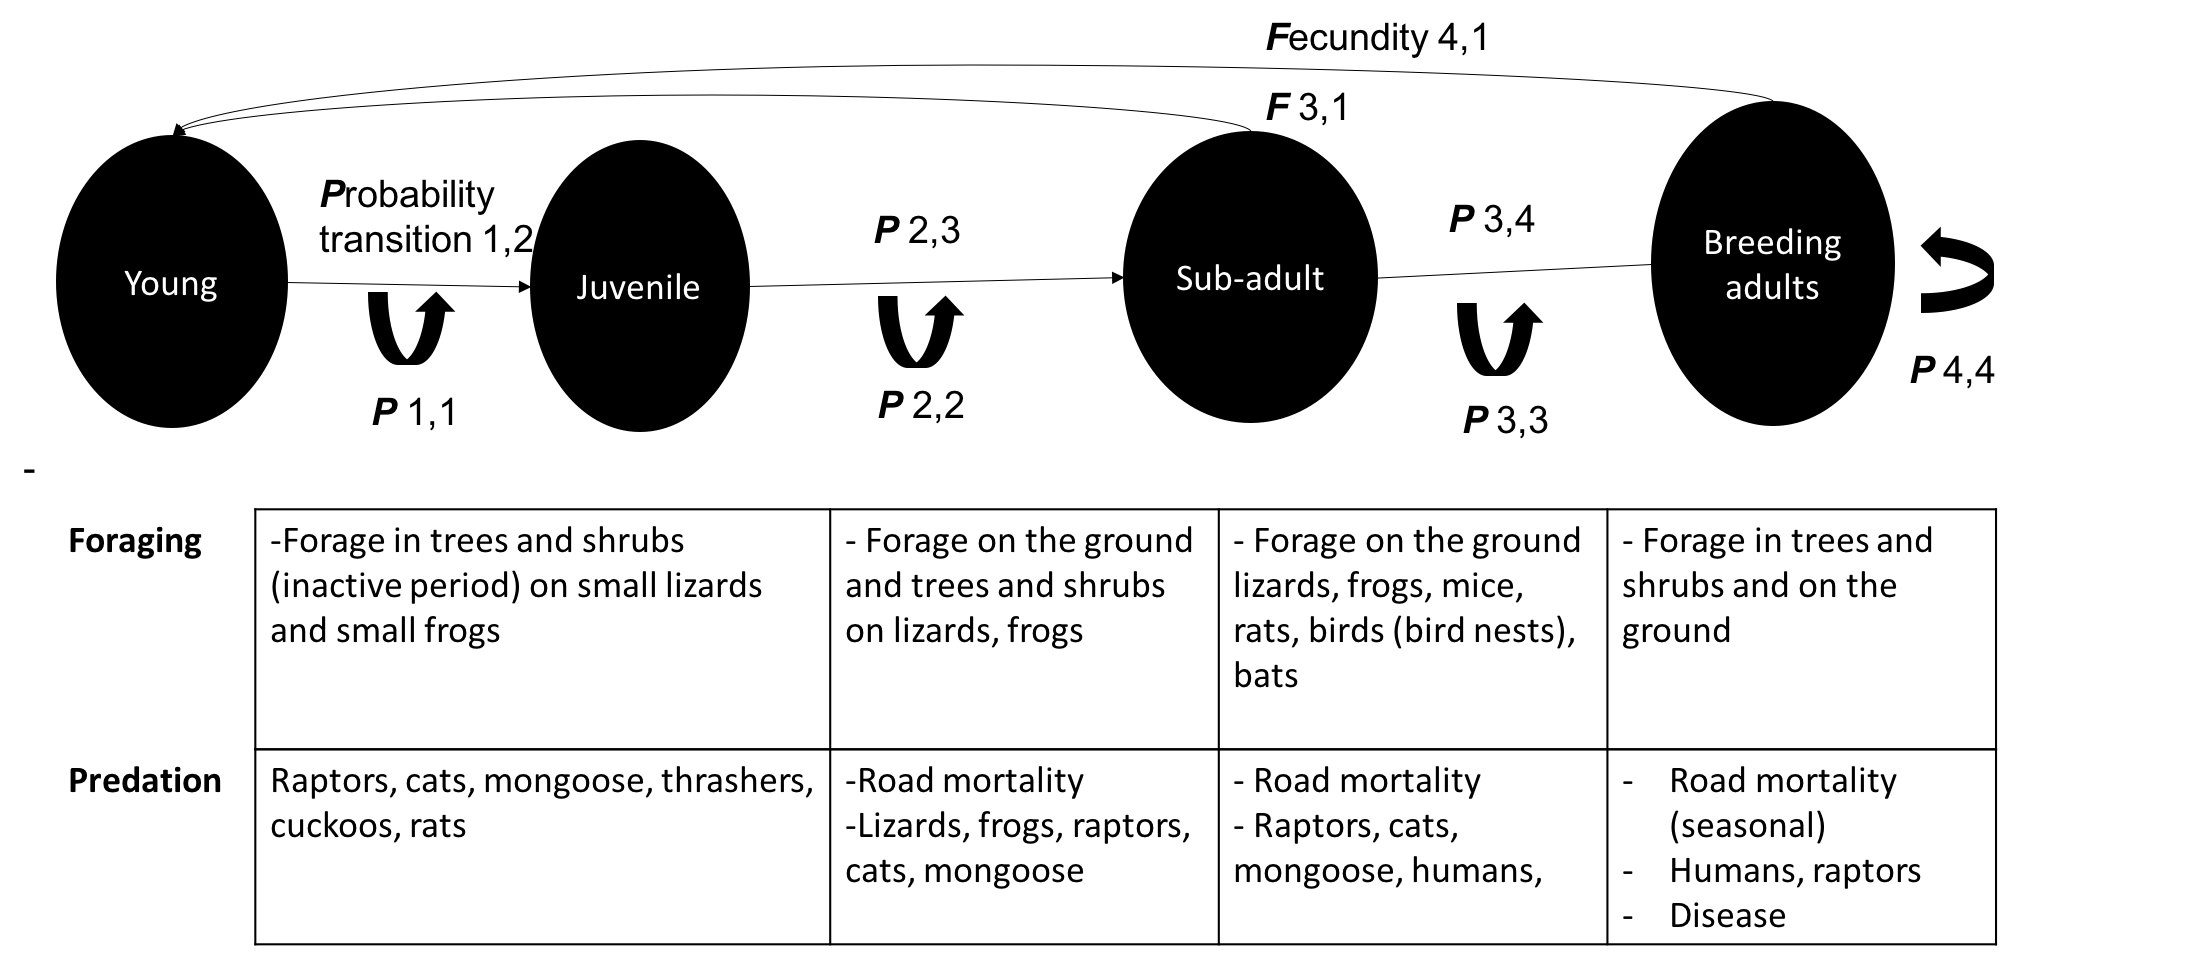 Fecundity 4,1
F 3,1
Probability
transition 1,2
P 2,3
P 3,4
Young
Juvenile
Sub-adult
Breeding
adults
P 1,1
P 2,2
P 3,3
P 4,4
-
Foraging
-Forage in trees and shrubs
(inactive period) on small lizards
and small frogs
- Forage on the ground
and trees and shrubs
on lizards, frogs
- Forage on the ground
lizards, frogs, mice,
rats, birds (bird nests),
bats
- Forage in trees and
shrubs and on the
ground
Predation
Raptors, cats, mongoose, thrashers,
cuckoos, rats
-Road mortality
-Lizards, frogs, raptors,
cats, mongoose
- Road mortality
- Raptors, cats,
mongoose, humans,
- Road mortality
(seasonal)
- Humans, raptors
- Disease